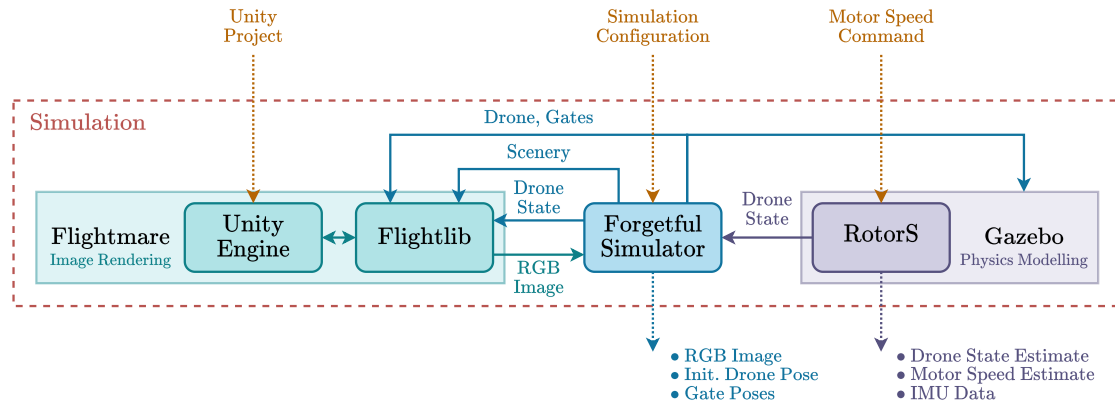 Unity
Project
Simulation
Configuration
Motor Speed
Command
Simulation
Drone, Gates
Scenery
Drone
State
Drone
State
Flightmare
Image Rendering
Unity
Engine
Flightlib
Forgetful
Simulator
RotorS
Gazebo
Physics Modelling
RGB
Image
● RGB Image
● Init. Drone Pose
● Gate Poses
● Drone State Estimate
● Motor Speed Estimate
● IMU Data